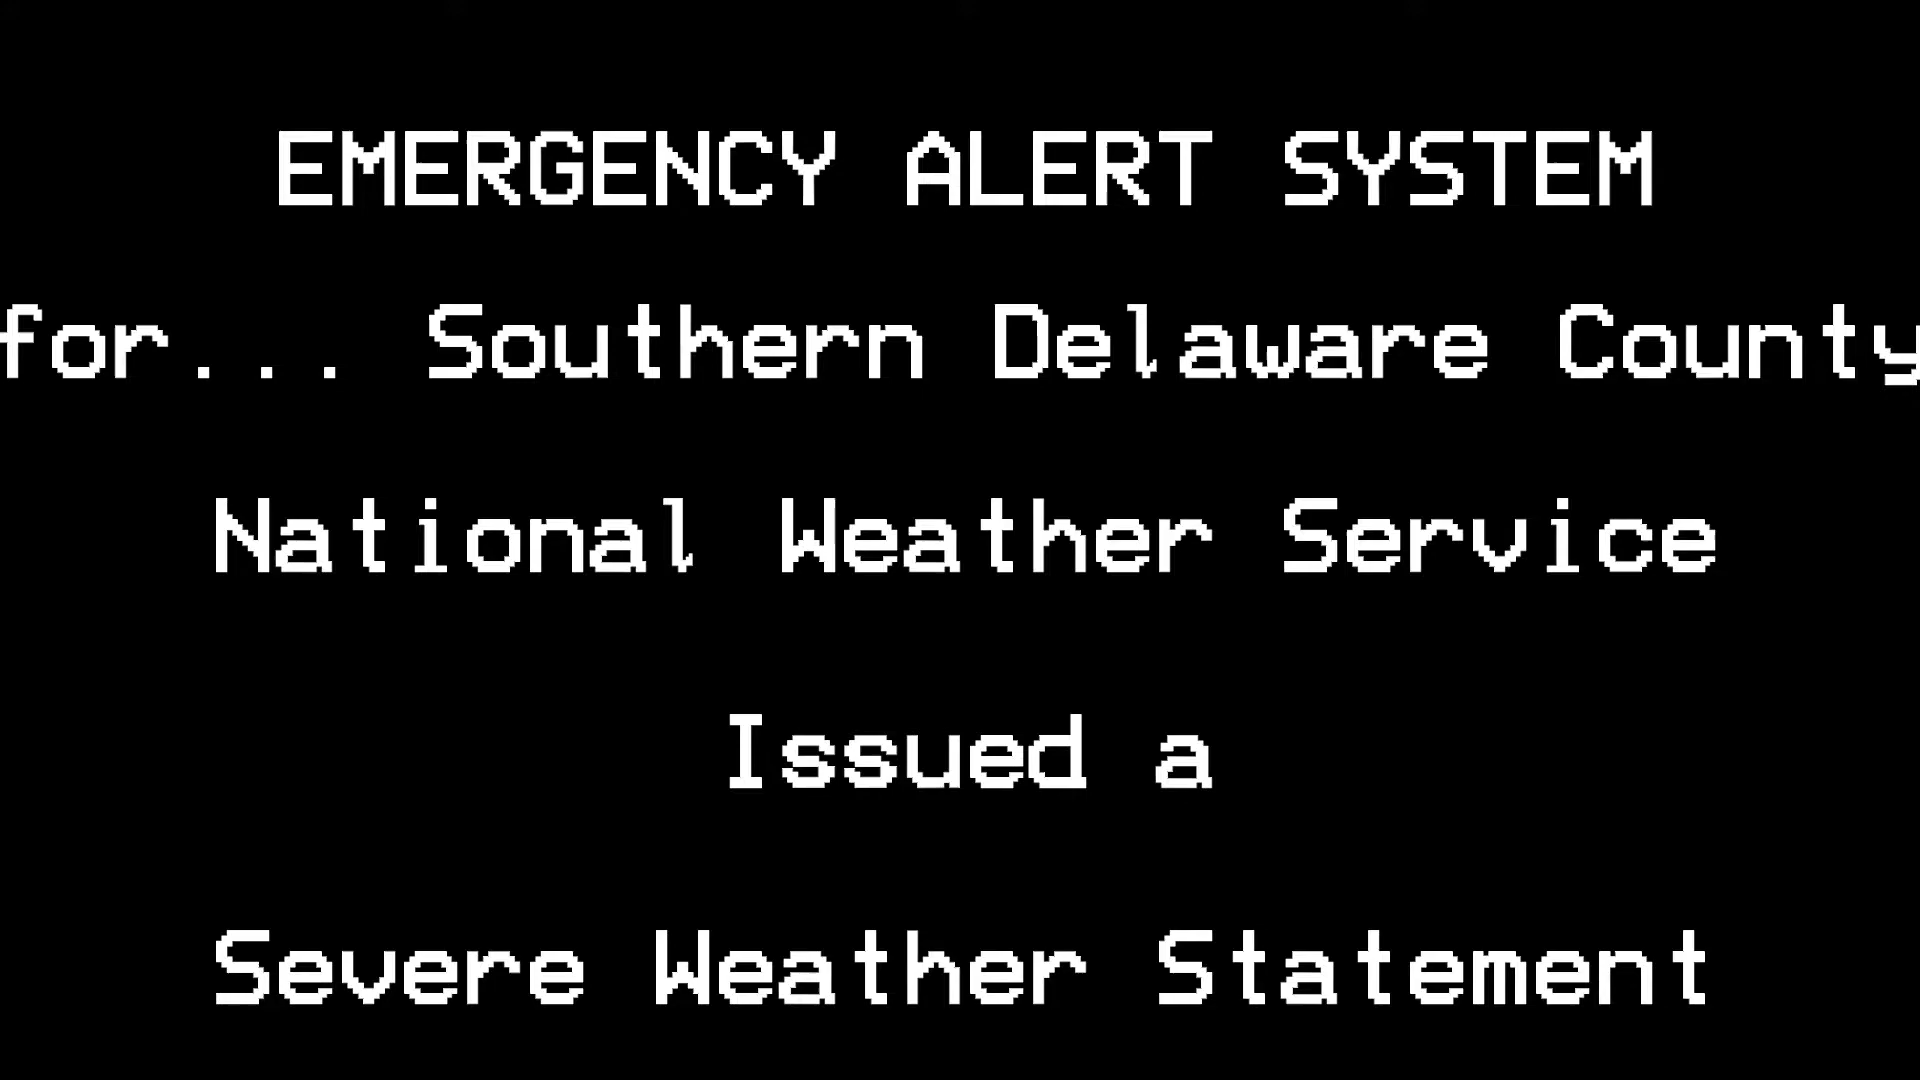 EMERGENCY ALERT SYSTEM
for... Southern Delaware County
National Weather Service
Issued a
Severe Weather Statement